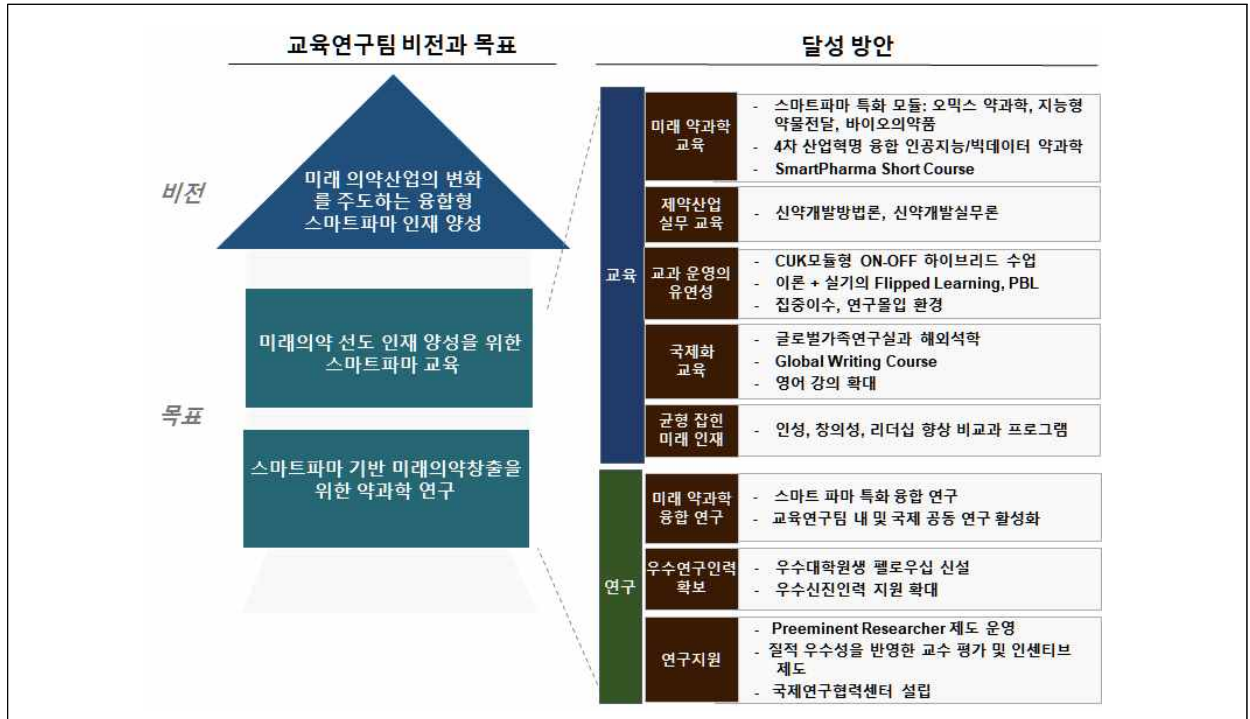 교육연구팀 비전과 목표
달성 방안
비전
미래 의약산업의 변화
를 주도하는 융합형
스마트파마 인재 양성
목표
미래의약 선도 인재 양성을 위한
스마트파마 교육
스마트파마 기반 미래의약창출을
위한 약과학 연구
교육
미래 약과학
교육
- 스마트파마 특화 모듈: 오믹스 약과학, 지능형
약물전달, 바이오의약품
- 4차 산업혁명 융합 인공지능/빅데이터 약과학
- SmartPharma Short Course
제약산업
실무 교육
- 신약개발방법론, 신약개발실무론
교과 운영의
유연성
- CUK모듈형 ON-OFF 하이브리드 수업
- 이론 + 실기의 Flipped Learning, PBL
- 집중이수, 연구몰입 환경
국제화
교육
- 글로벌가족연구실과 해외석학
- Global Writing Course
- 영어 강의 확대
균형 잡힌
미래 인재
- 인성, 창의성, 리더십 향상 비교과 프로그램
연구
미래 약과학
융합 연구
- 스마트 파마 특화 융합 연구
- 교육연구팀 내 및 국제 공동 연구 활성화
우수연구인력
확보
- 우수대학원생 펠로우십 신설
- 우수신진인력 지원 확대
연구지원
- Preeminent Researcher 제도 운영
- 질적 우수성을 반영한 교수 평가 및 인센티브
제도
- 국제연구협력센터 설립